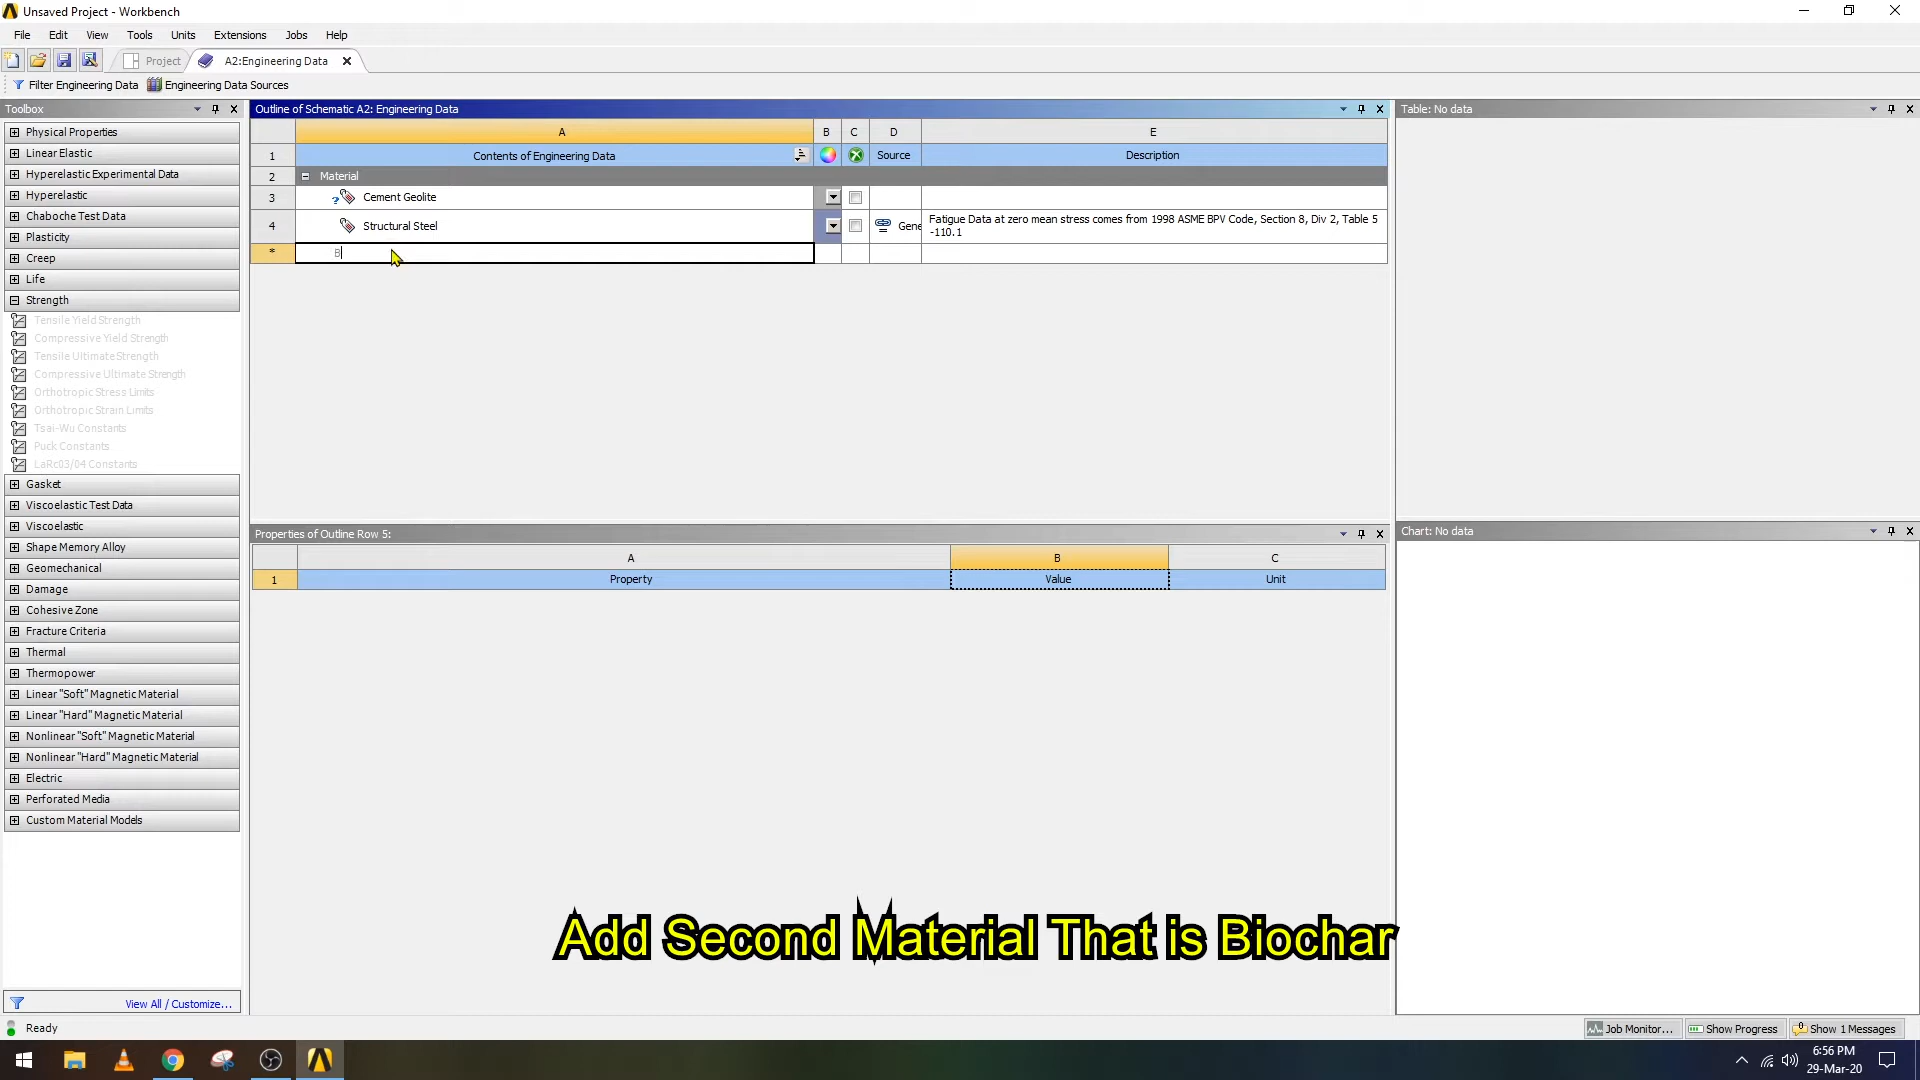 Unsaved Project - Workbench
File Edit View Tools Units Extensions Jobs Help
Project A2:Engineering Data
Filter Engineering Data Engineering Data Sources
Toolbox
Physical Properties
Linear Elastic
Hyperelastic Experimental Data
Hyperelastic
Chaboche Test Data
Plasticity
Creep
Life
Strength
Tensile Yield Strength
Compressive Yield Strength
Tensile Ultimate Strength
Compressive Ultimate Strength
Orthotropic Stress Limits
Orthotropic Strain Limits
Tsai-Wu Constants
Puck Constants
LaRc03/04 Constants
Gasket
Viscoelastic Test Data
Viscoelastic
Shape Memory Alloy
Geomechanical
Damage
Cohesive Zone
Fracture Criteria
Thermal
Thermopower
Linear "Soft" Magnetic Material
Linear "Hard" Magnetic Material
Nonlinear "Soft" Magnetic Material
Nonlinear "Hard" Magnetic Material
Electric
Perforated Media
Custom Material Models
View All / Customize...
Outline of Schematic A2: Engineering Data
A B C D E
1 Contents of Engineering Data Source Description
2 Material
3 ? Cement Geolite
4 Structural Steel Gene Fatigue Data at zero mean stress comes from 1998 ASME BPV Code, Section 8, Div 2, Table 5
-110.1
* B
Properties of Outline Row 5:
A B C
1 Property Value Unit
Table: No data
Chart: No data
Add Second Material That is Biochar
Ready
Job Monitor... Show Progress Show 1 Messages
6:56 PM
29-Mar-20